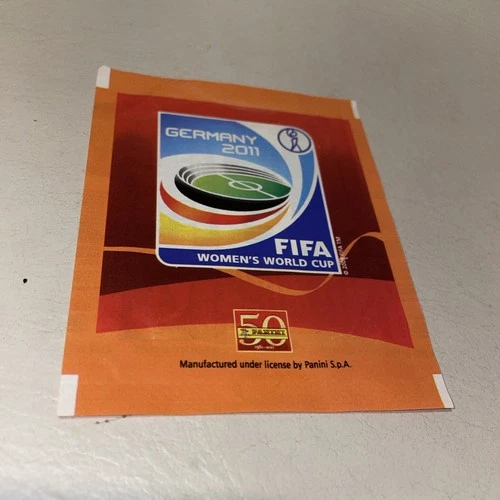 GERMANY
2011
FIFA
WOMEN'S WORLD CUP
50
PANINI
Manufactured under license by Panini S.p.A.